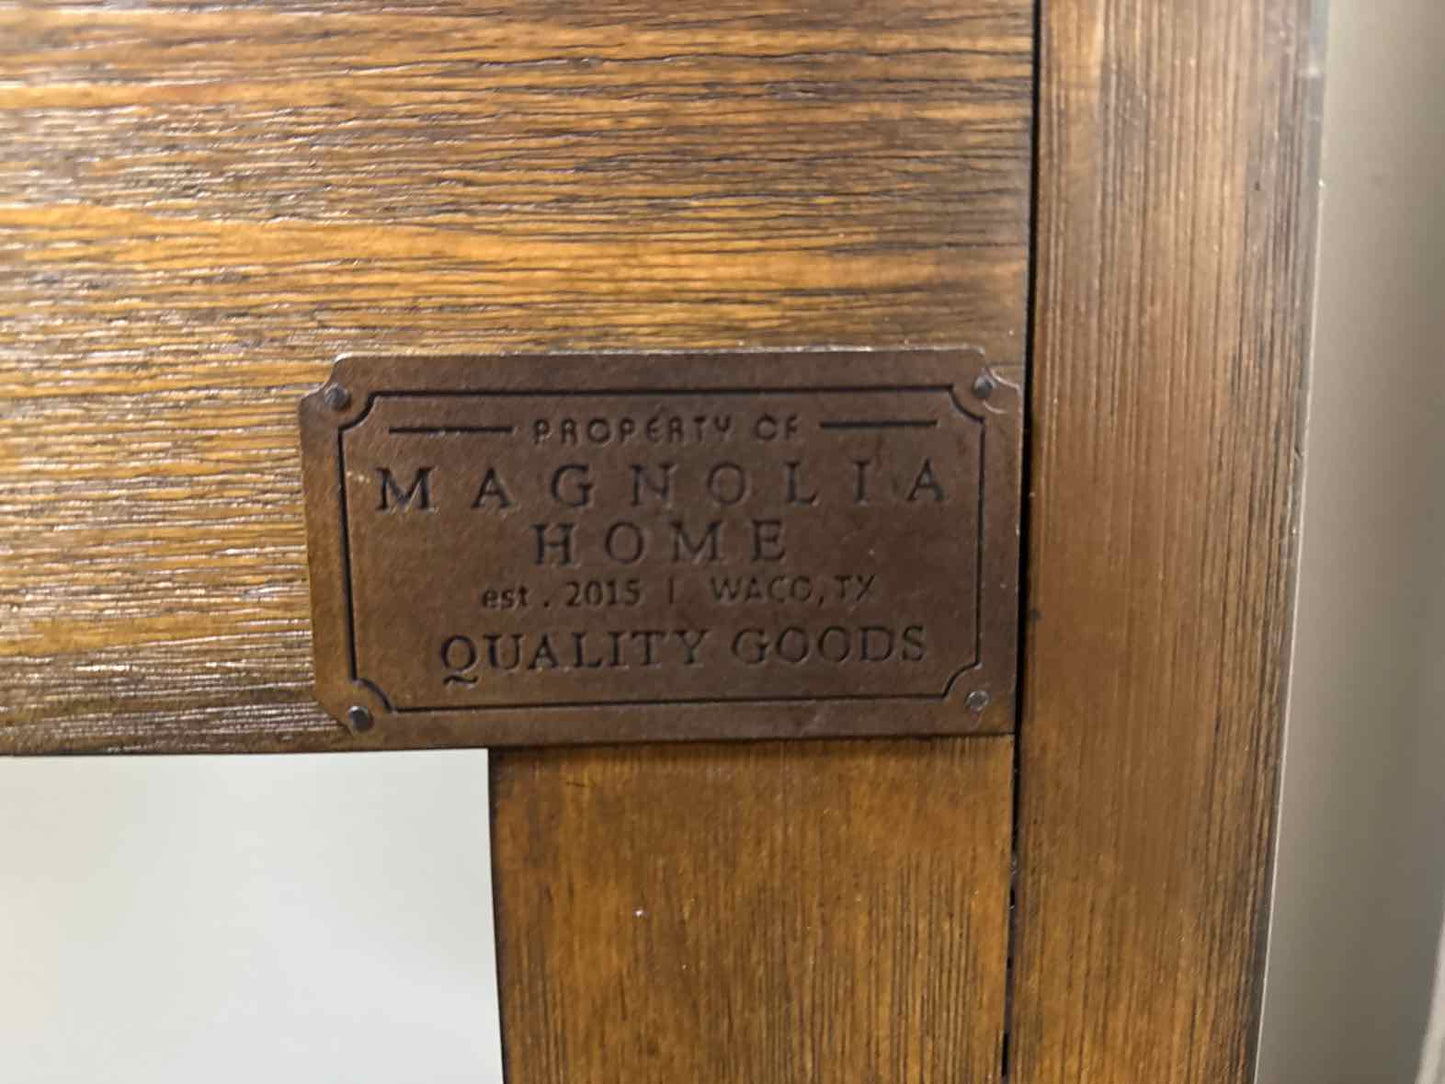 PROPERTY OF
MAGNOLIA
HOME
est. 2015 | WACO, TX
QUALITY GOODS